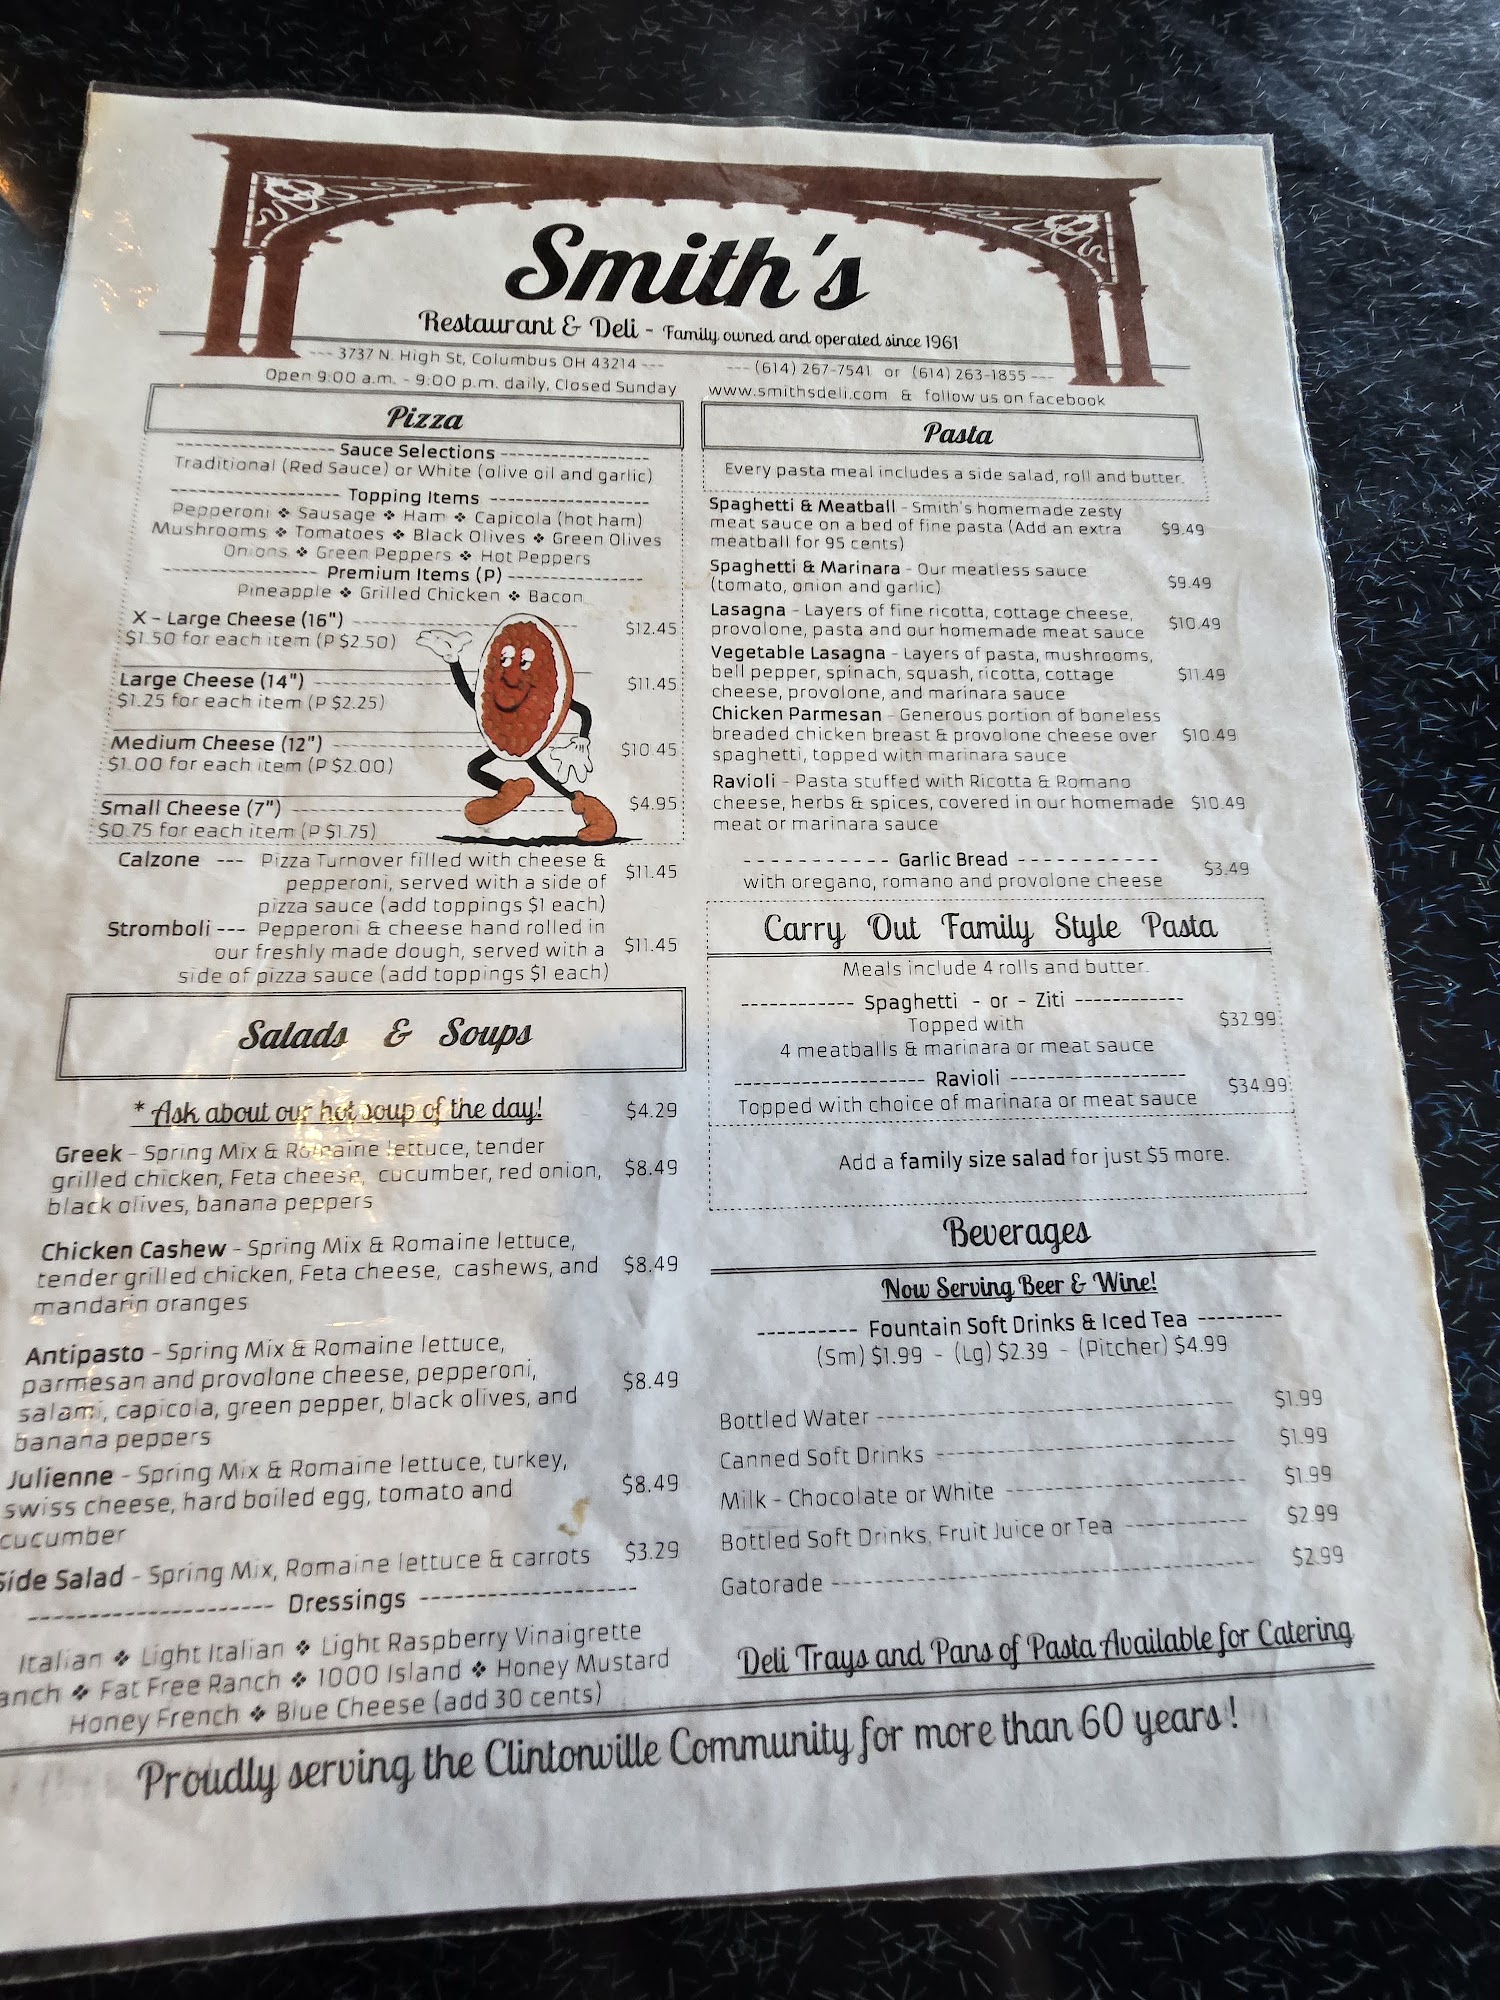 Smith's
Restaurant & Deli - Family owned and operated since 1961
--- 3737 N. High St, Columbus OH 43214 ---
Open 9:00 a.m. - 9:00 p.m. daily, Closed Sunday
--- (614) 267-7541 or (614) 263-1855 ---
www.smithsdeli.com & follow us on facebook
Pizza
Sauce Selections
Traditional (Red Sauce) or White (olive oil and garlic)
Topping Items
Pepperoni ❖ Sausage ❖ Ham ❖ Capicola (hot ham)
Mushrooms ❖ Tomatoes ❖ Black Olives ❖ Green Olives
Onions ❖ Green Peppers ❖ Hot Peppers
Premium Items (P)
Pineapple ❖ Grilled Chicken ❖ Bacon
X - Large Cheese (16") $12.45
$1.50 for each item (P $2.50)
Large Cheese (14") $11.45
$1.25 for each item (P $2.25)
Medium Cheese (12") $10.45
$1.00 for each item (P $2.00)
Small Cheese (7") $4.95
$0.75 for each item (P $1.75)
Calzone --- Pizza Turnover filled with cheese &
pepperoni, served with a side of $11.45
pizza sauce (add toppings $1 each)
Stromboli --- Pepperoni & cheese hand rolled in
our freshly made dough, served with a $11.45
side of pizza sauce (add toppings $1 each)
Salads & Soups
* Ask about our hot soup of the day! $4.29
Greek - Spring Mix & Romaine lettuce, tender
grilled chicken, Feta cheese, cucumber, red onion, $8.49
black olives, banana peppers
Chicken Cashew - Spring Mix & Romaine lettuce,
tender grilled chicken, Feta cheese, cashews, and $8.49
mandarin oranges
Antipasto - Spring Mix & Romaine lettuce,
parmesan and provolone cheese, pepperoni, $8.49
salami, capicola, green pepper, black olives, and
banana peppers
Julienne - Spring Mix & Romaine lettuce, turkey,
swiss cheese, hard boiled egg, tomato and $8.49
cucumber
Side Salad - Spring Mix, Romaine lettuce & carrots $3.29
Dressings
Italian ❖ Light Italian ❖ Light Raspberry Vinaigrette
anch ❖ Fat Free Ranch ❖ 1000 Island ❖ Honey Mustard
Honey French ❖ Blue Cheese (add 30 cents)
Pasta
Every pasta meal includes a side salad, roll and butter.
Spaghetti & Meatball - Smith's homemade zesty
meat sauce on a bed of fine pasta (Add an extra $9.49
meatball for 95 cents)
Spaghetti & Marinara - Our meatless sauce
(tomato, onion and garlic) $9.49
Lasagna - Layers of fine ricotta, cottage cheese,
provolone, pasta and our homemade meat sauce $10.49
Vegetable Lasagna - Layers of pasta, mushrooms,
bell pepper, spinach, squash, ricotta, cottage $11.49
cheese, provolone, and marinara sauce
Chicken Parmesan - Generous portion of boneless
breaded chicken breast & provolone cheese over $10.49
spaghetti, topped with marinara sauce
Ravioli - Pasta stuffed with Ricotta & Romano
cheese, herbs & spices, covered in our homemade $10.49
meat or marinara sauce
Garlic Bread $3.49
with oregano, romano and provolone cheese
Carry Out Family Style Pasta
Meals include 4 rolls and butter.
Spaghetti - or - Ziti
Topped with $32.99
4 meatballs & marinara or meat sauce
Ravioli $34.99
Topped with choice of marinara or meat sauce
Add a family size salad for just $5 more.
Beverages
Now Serving Beer & Wine!
Fountain Soft Drinks & Iced Tea
(Sm) $1.99 - (Lg) $2.39 - (Pitcher) $4.99
Bottled Water $1.99
Canned Soft Drinks $1.99
Milk - Chocolate or White $1.99
Bottled Soft Drinks, Fruit Juice or Tea $2.99
Gatorade $2.99
Deli Trays and Pans of Pasta Available for Catering
Proudly serving the Clintonville Community for more than 60 years!